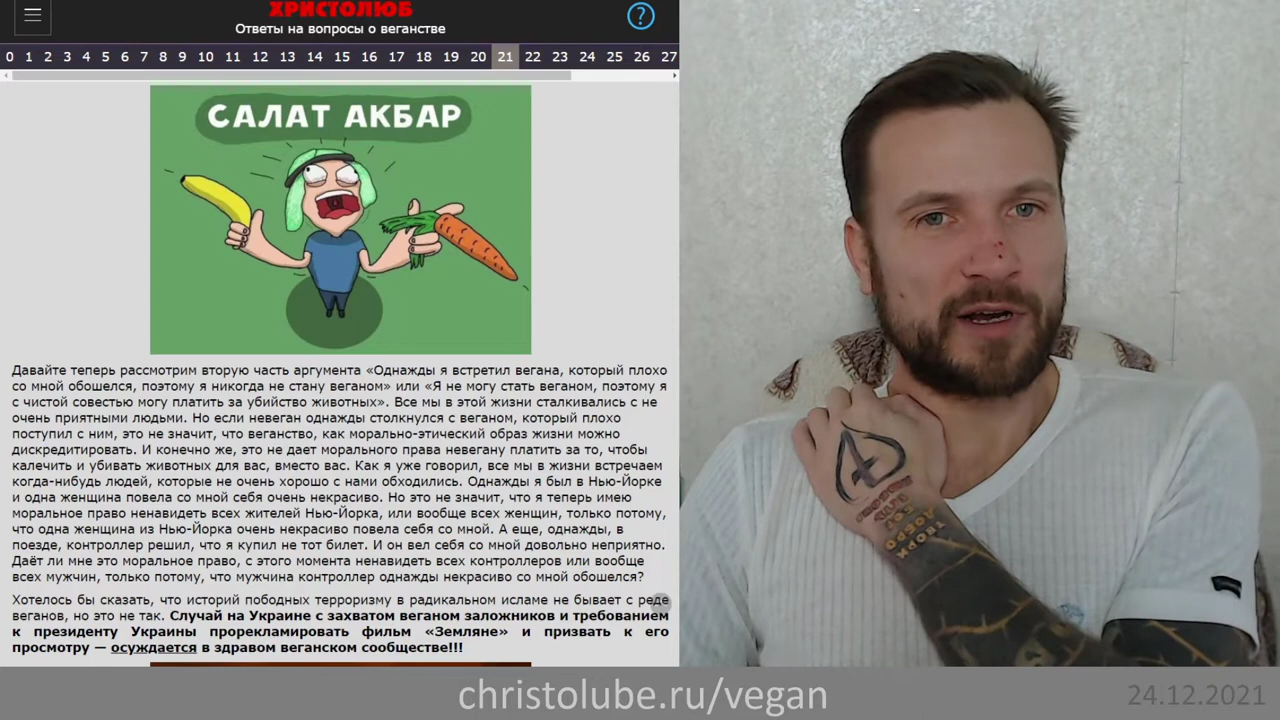 ХРИСТОЛЮБ
Ответы на вопросы о веганстве
?
0 1 2 3 4 5 6 7 8 9 10 11 12 13 14 15 16 17 18 19 20 21 22 23 24 25 26 27
САЛАТ АКБАР
Давайте теперь рассмотрим вторую часть аргумента «Однажды я встретил вегана, который плохо
со мной обошелся, поэтому я никогда не стану веганом» или «Я не могу стать веганом, поэтому я
с чистой совестью могу платить за убийство животных». Все мы в этой жизни сталкивались с не
очень приятными людьми. Но если невеган однажды столкнулся с веганом, который плохо
поступил с ним, это не значит, что веганство, как морально-этический образ жизни можно
дискредитировать. И конечно же, это не дает морального права невегану платить за то, чтобы
калечить и убивать животных для вас, вместо вас. Как я уже говорил, все мы в жизни встречаем
когда-нибудь людей, которые не очень хорошо с нами обходились. Однажды я был в Нью-Йорке
и одна женщина повела со мной себя очень некрасиво. Но это не значит, что я теперь имею
моральное право ненавидеть всех жителей Нью-Йорка, или вообще всех женщин, только потому,
что одна женщина из Нью-Йорка очень некрасиво повела себя со мной. А еще, однажды, в
поезде, контроллер решил, что я купил не тот билет. И он вел себя со мной довольно неприятно.
Даёт ли мне это моральное право, с этого момента ненавидеть всех контроллеров или вообще
всех мужчин, только потому, что мужчина контроллер однажды некрасиво со мной обошелся?
Хотелось бы сказать, что историй пободных терроризму в радикальном исламе не бывает с реде
веганов, но это не так. Случай на Украине с захватом веганом заложников и требованием
к президенту Украины прорекламировать фильм «Земляне» и призвать к его
просмотру — осуждается в здравом веганском сообществе!!!
ТВОРИ
ДОБРО
christolube.ru/vegan
24.12.2021